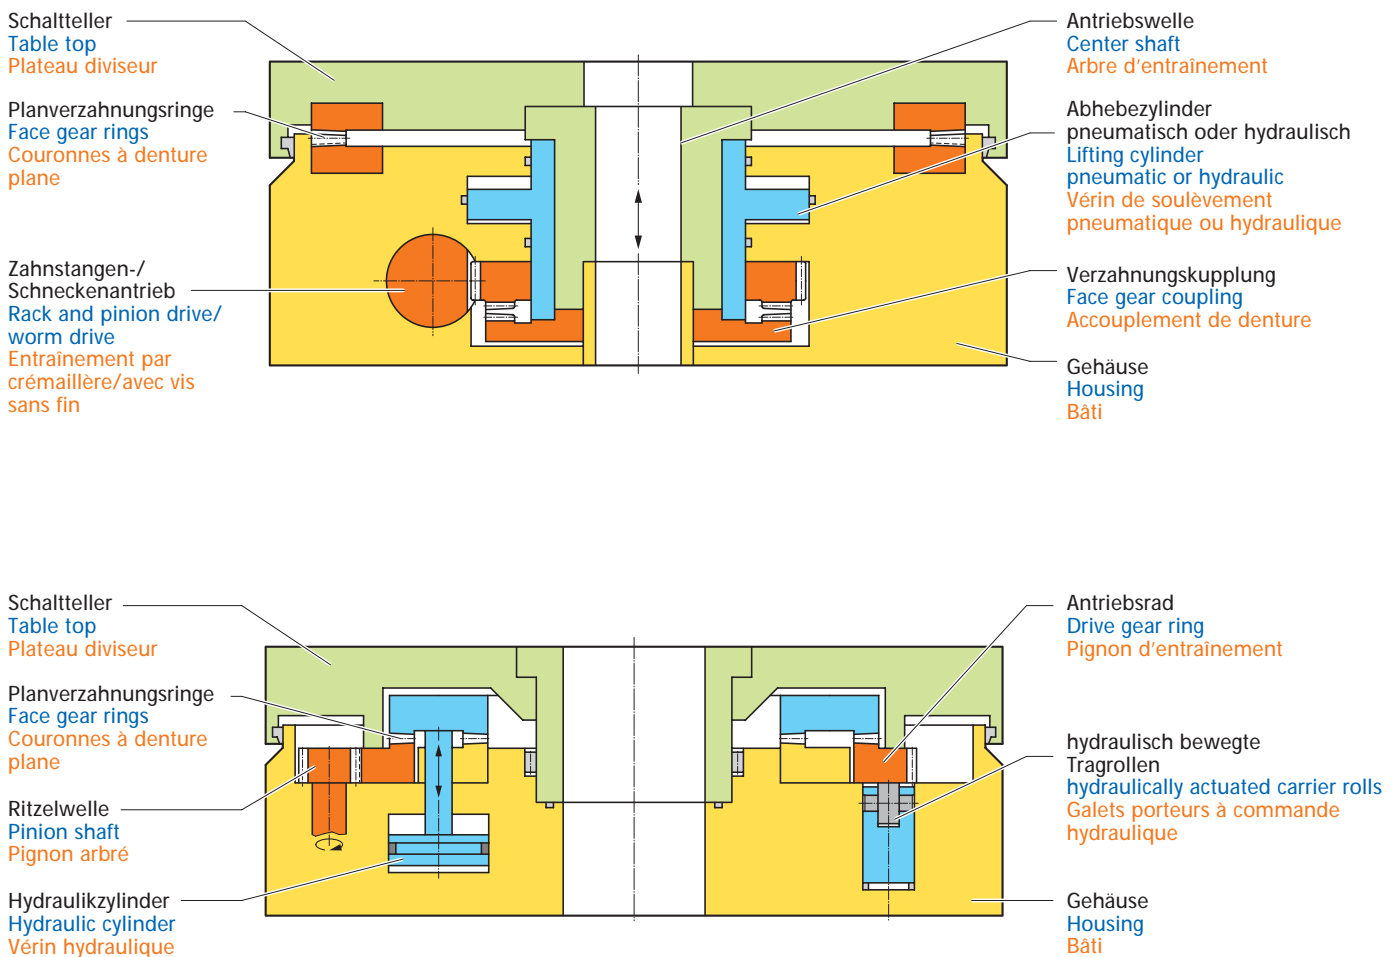 Schaltteller
Table top
Plateau diviseur
Planverzahnungsringe
Face gear rings
Couronnes à denture
plane
Zahnstangen-/
Schneckenantrieb
Rack and pinion drive/
worm drive
Entraînement par
crémaillère/avec vis
sans fin
Antriebswelle
Center shaft
Arbre d'entraînement
Abhebezylinder
pneumatisch oder hydraulisch
Lifting cylinder
pneumatic or hydraulic
Vérin de soulèvement
pneumatique ou hydraulique
Verzahnungskupplung
Face gear coupling
Accouplement de denture
Gehäuse
Housing
Bâti
Schaltteller
Table top
Plateau diviseur
Planverzahnungsringe
Face gear rings
Couronnes à denture
plane
Ritzelwelle
Pinion shaft
Pignon arbré
Hydraulikzylinder
Hydraulic cylinder
Vérin hydraulique
Antriebsrad
Drive gear ring
Pignon d'entraînement
hydraulisch bewegte
Tragrollen
hydraulically actuated carrier rolls
Galets porteurs à commande
hydraulique
Gehäuse
Housing
Bâti